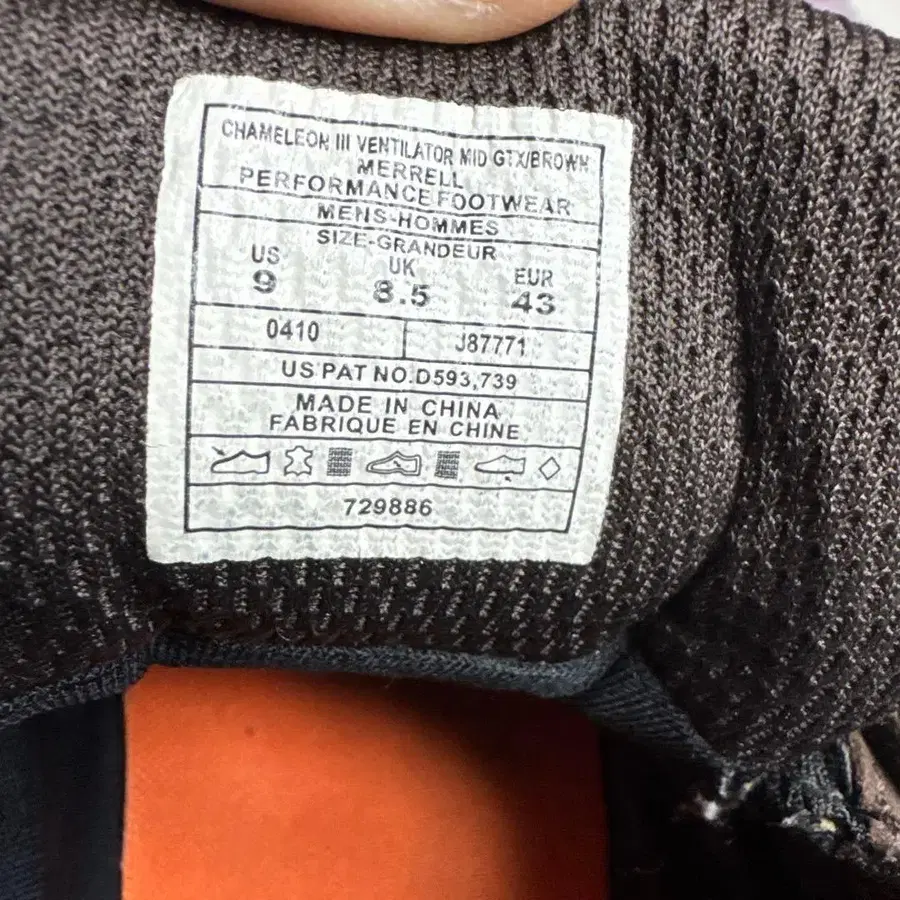 CHAMELEON III VENTILATOR MID GTX/BROWN
MERRELL
PERFORMANCE FOOTWEAR
MENS-HOMMES
SIZE-GRANDEUR
US UK EUR
9 8.5 43
0410 J87771
US PAT NO.D593,739
MADE IN CHINA
FABRIQUE EN CHINE
729886